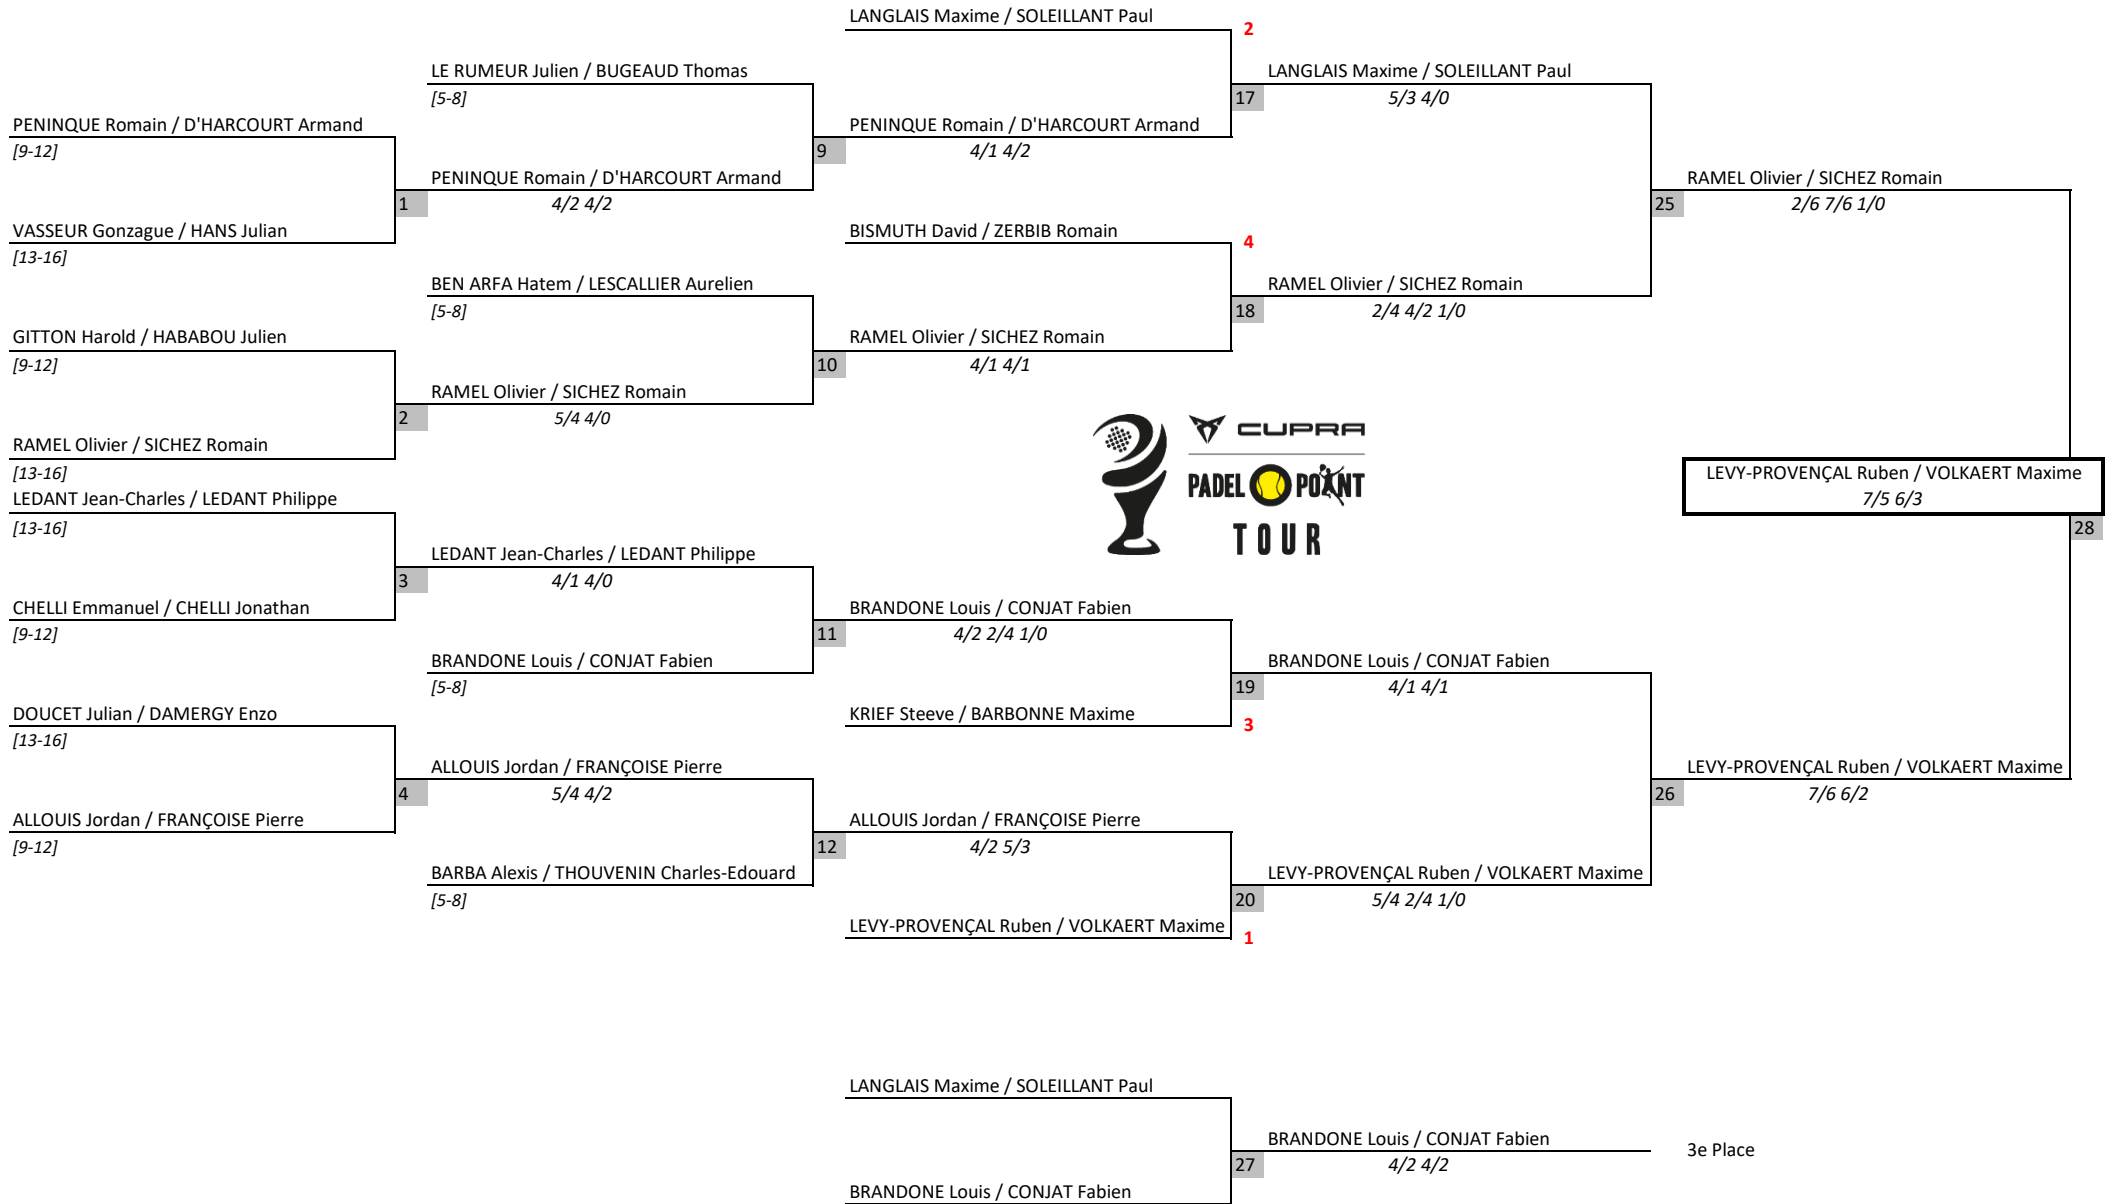 LANGLAIS Maxime / SOLEILLANT Paul
2
LE RUMEUR Julien / BUGEAUD Thomas
LANGLAIS Maxime / SOLEILLANT Paul
[5-8]
17
5/3 4/0
PENINQUE Romain / D'HARCOURT Armand
PENINQUE Romain / D'HARCOURT Armand
[9-12]
9
4/1 4/2
PENINQUE Romain / D'HARCOURT Armand
RAMEL Olivier / SICHEZ Romain
1
4/2 4/2
25
2/6 7/6 1/0
VASSEUR Gonzague / HANS Julian
BISMUTH David / ZERBIB Romain
4
[13-16]
BEN ARFA Hatem / LESCALLIER Aurelien
RAMEL Olivier / SICHEZ Romain
[5-8]
18
2/4 4/2 1/0
GITTON Harold / HABABOU Julien
RAMEL Olivier / SICHEZ Romain
[9-12]
10
4/1 4/1
RAMEL Olivier / SICHEZ Romain
2
5/4 4/0
CUPRA
RAMEL Olivier / SICHEZ Romain
[13-16]
LEVY-PROVENÇAL Ruben / VOLKAERT Maxime
PADEL POINT
LEDANT Jean-Charles / LEDANT Philippe
7/5 6/3
[13-16]
28
TOUR
LEDANT Jean-Charles / LEDANT Philippe
3
4/1 4/0
CHELLI Emmanuel / CHELLI Jonathan
BRANDONE Louis / CONJAT Fabien
[9-12]
11
4/2 2/4 1/0
BRANDONE Louis / CONJAT Fabien
BRANDONE Louis / CONJAT Fabien
[5-8]
19
4/1 4/1
DOUCET Julian / DAMERGY Enzo
KRIEF Steeve / BARBONNE Maxime
3
[13-16]
ALLOUIS Jordan / FRANÇOISE Pierre
LEVY-PROVENÇAL Ruben / VOLKAERT Maxime
4
5/4 4/2
26
7/6 6/2
ALLOUIS Jordan / FRANÇOISE Pierre
ALLOUIS Jordan / FRANÇOISE Pierre
[9-12]
12
4/2 5/3
BARBA Alexis / THOUVENIN Charles-Edouard
LEVY-PROVENÇAL Ruben / VOLKAERT Maxime
[5-8]
20
5/4 2/4 1/0
LEVY-PROVENÇAL Ruben / VOLKAERT Maxime
1
LANGLAIS Maxime / SOLEILLANT Paul
BRANDONE Louis / CONJAT Fabien
3e Place
27
4/2 4/2
BRANDONE Louis / CONJAT Fabien